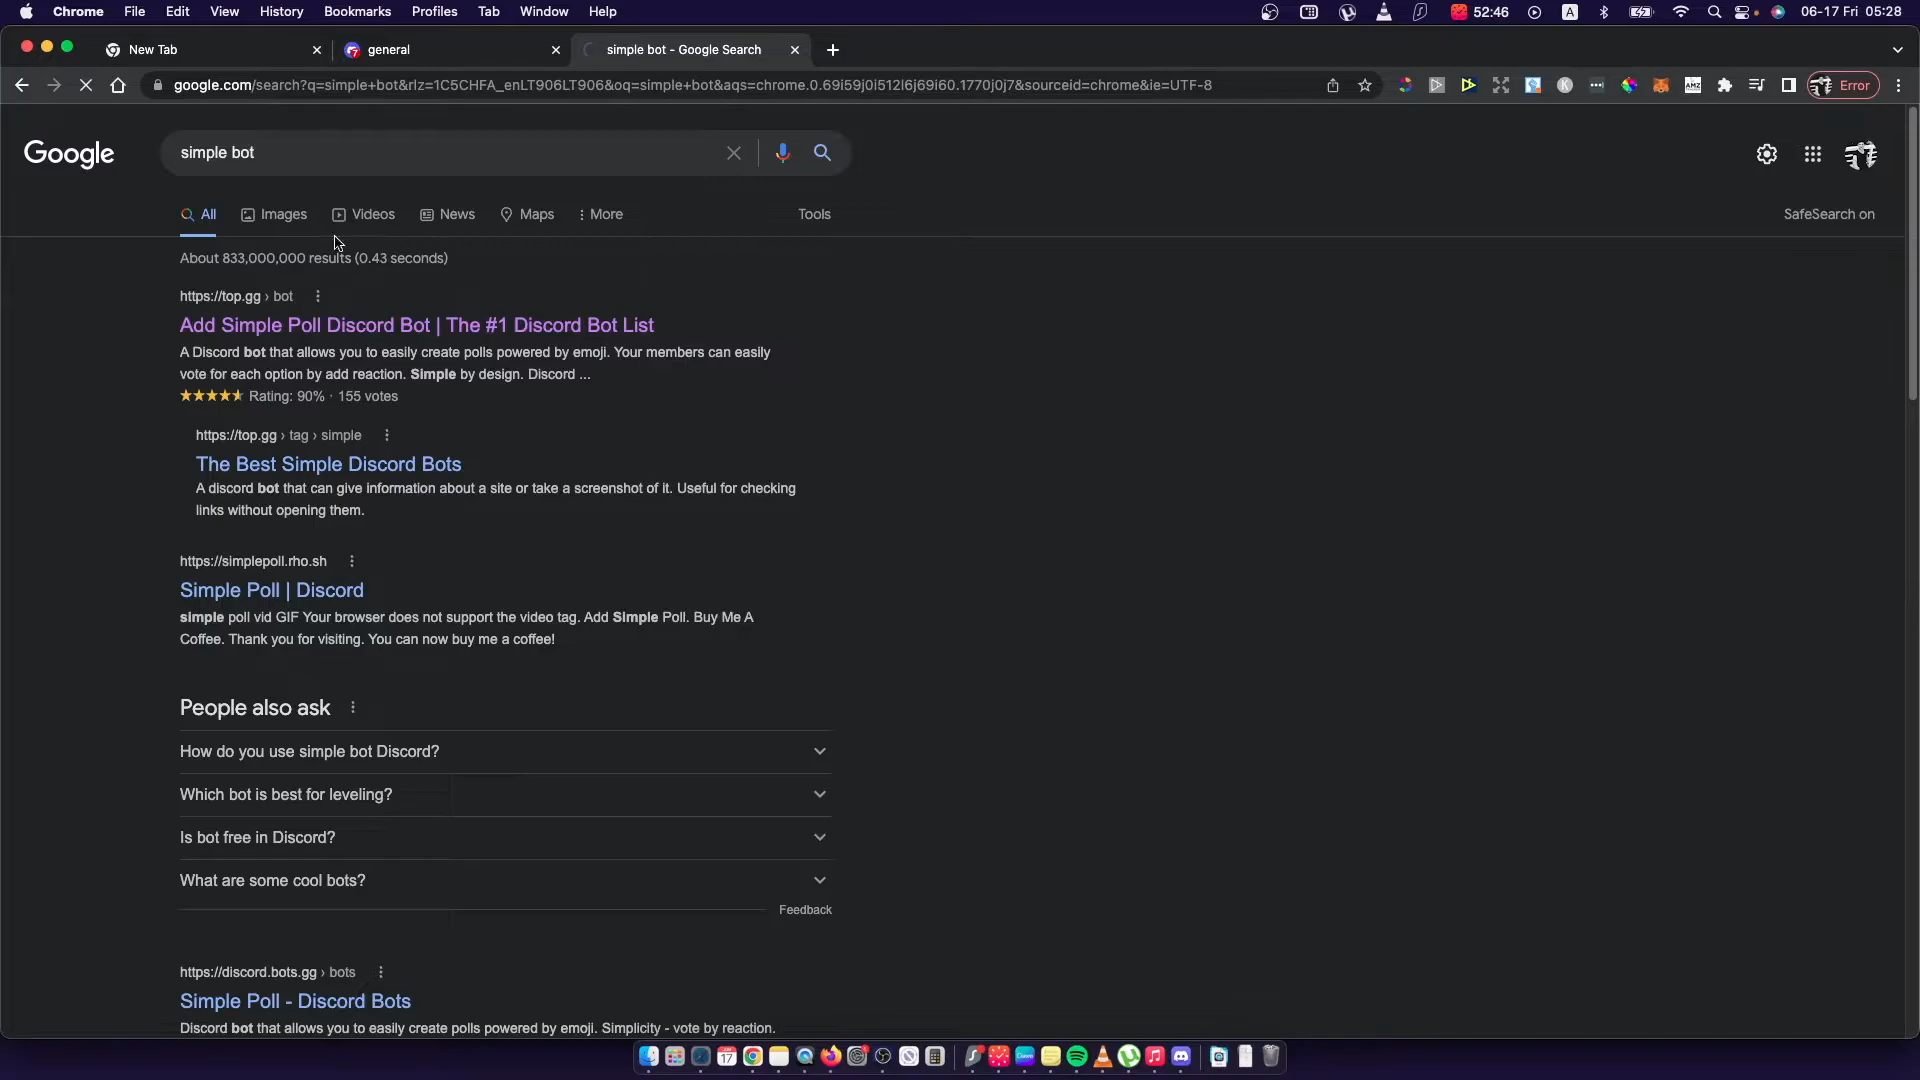 Chrome File Edit View History Bookmarks Profiles Tab Window Help 52:46 A 06-17 Fri 05:28
New Tab general simple bot - Google Search
google.com/search?q=simple+bot&rlz=1C5CHFA_enLT906LT906&oq=simple+bot&aqs=chrome.0.69i59j0i512l6j69i60.1770j0j7&sourceid=chrome&ie=UTF-8 K AMZ Error
Google simple bot
All Images Videos News Maps More Tools SafeSearch on
About 833,000,000 results (0.43 seconds)
https://top.gg › bot
Add Simple Poll Discord Bot | The #1 Discord Bot List
A Discord bot that allows you to easily create polls powered by emoji. Your members can easily
vote for each option by add reaction. Simple by design. Discord ...
Rating: 90% · 155 votes
https://top.gg › tag › simple
The Best Simple Discord Bots
A discord bot that can give information about a site or take a screenshot of it. Useful for checking
links without opening them.
https://simplepoll.rho.sh
Simple Poll | Discord
simple poll vid GIF Your browser does not support the video tag. Add Simple Poll. Buy Me A
Coffee. Thank you for visiting. You can now buy me a coffee!
People also ask
How do you use simple bot Discord?
Which bot is best for leveling?
Is bot free in Discord?
What are some cool bots?
Feedback
https://discord.bots.gg › bots
Simple Poll - Discord Bots
Discord bot that allows you to easily create polls powered by emoji. Simplicity - vote by reaction.
17